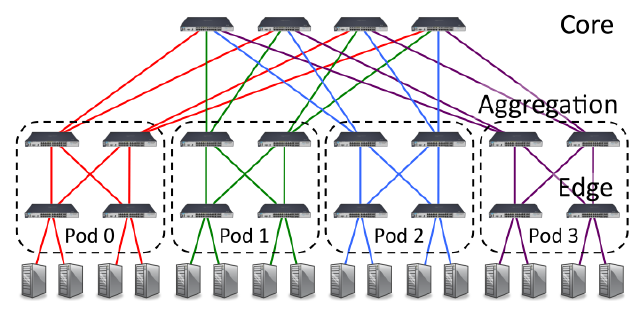 Core
Aggregation
Edge
Pod 0
Pod 1
Pod 2
Pod 3